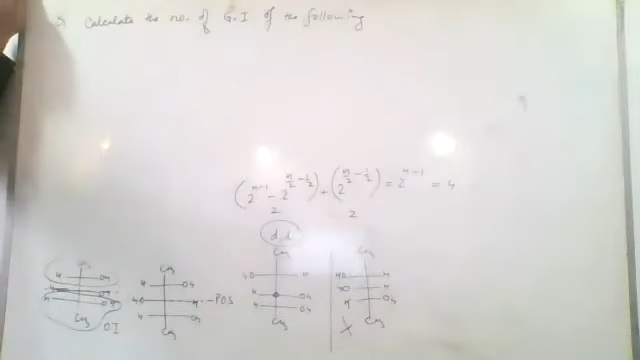 Calculate the no. of G.I of the following
(2^{n-1} - 2^{n/2 - 1/2}) + (2^{n/2 - 1/2}) = 2^{n-1} = 4
2 2
d.l
CH3 CH3 CH3
H OH H OH HO H HO H
H OH HO H --- POS H OH HO H
H OH H OH H OH H OH
CH3 CH3 CH3 CH3
O.I